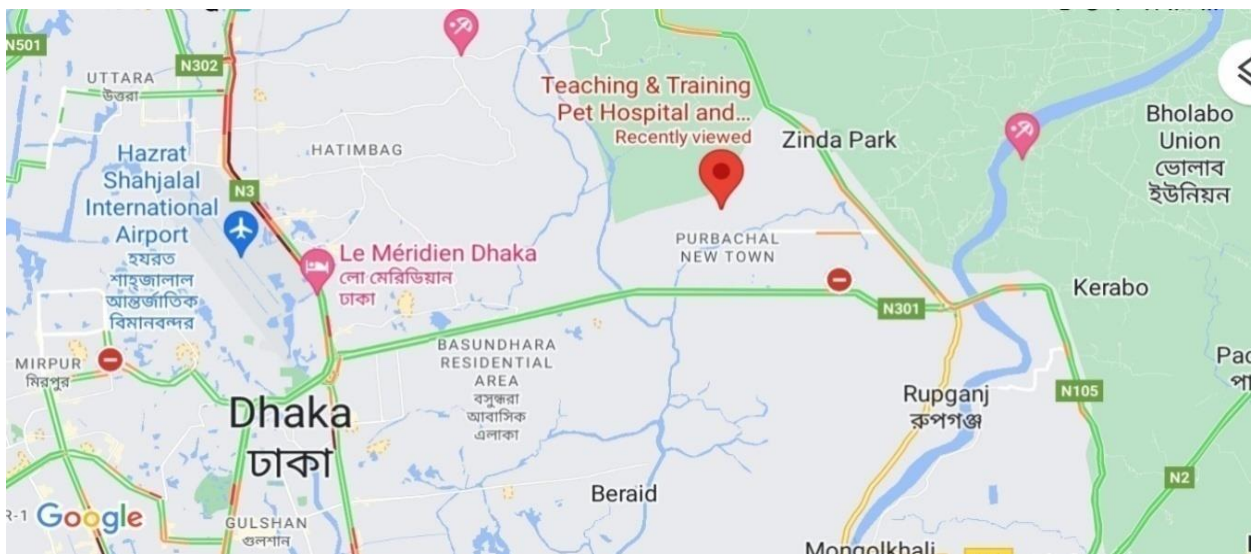 N501
N302
UTTARA
উত্তরা
Teaching & Training
Pet Hospital and...
Recently viewed
Zinda Park
Bholabo
Union
ভোলাব
ইউনিয়ন
HATIMBAG
Hazrat
Shahjalal
International
Airport
হযরত
শাহ্জালাল
আন্তর্জাতিক
বিমানবন্দর
N3
Le Méridien Dhaka
লো মেরিডিয়ান
ঢাকা
PURBACHAL
NEW TOWN
N301
Kerabo
MIRPUR
মিরপুর
BASUNDHARA
RESIDENTIAL
AREA
বসুন্ধরা
আবাসিক
এলাকা
Dhaka
ঢাকা
Rupganj
রুপগঞ্জ
N105
N2
Beraid
R-1
Google
GULSHAN
গুলশান
Mongolkhali